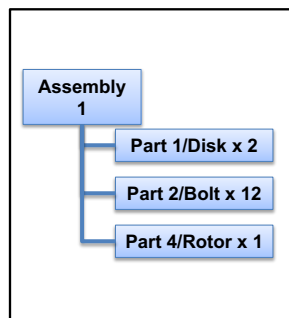 Assembly
1
Part 1/Disk x 2
Part 2/Bolt x 12
Part 4/Rotor x 1